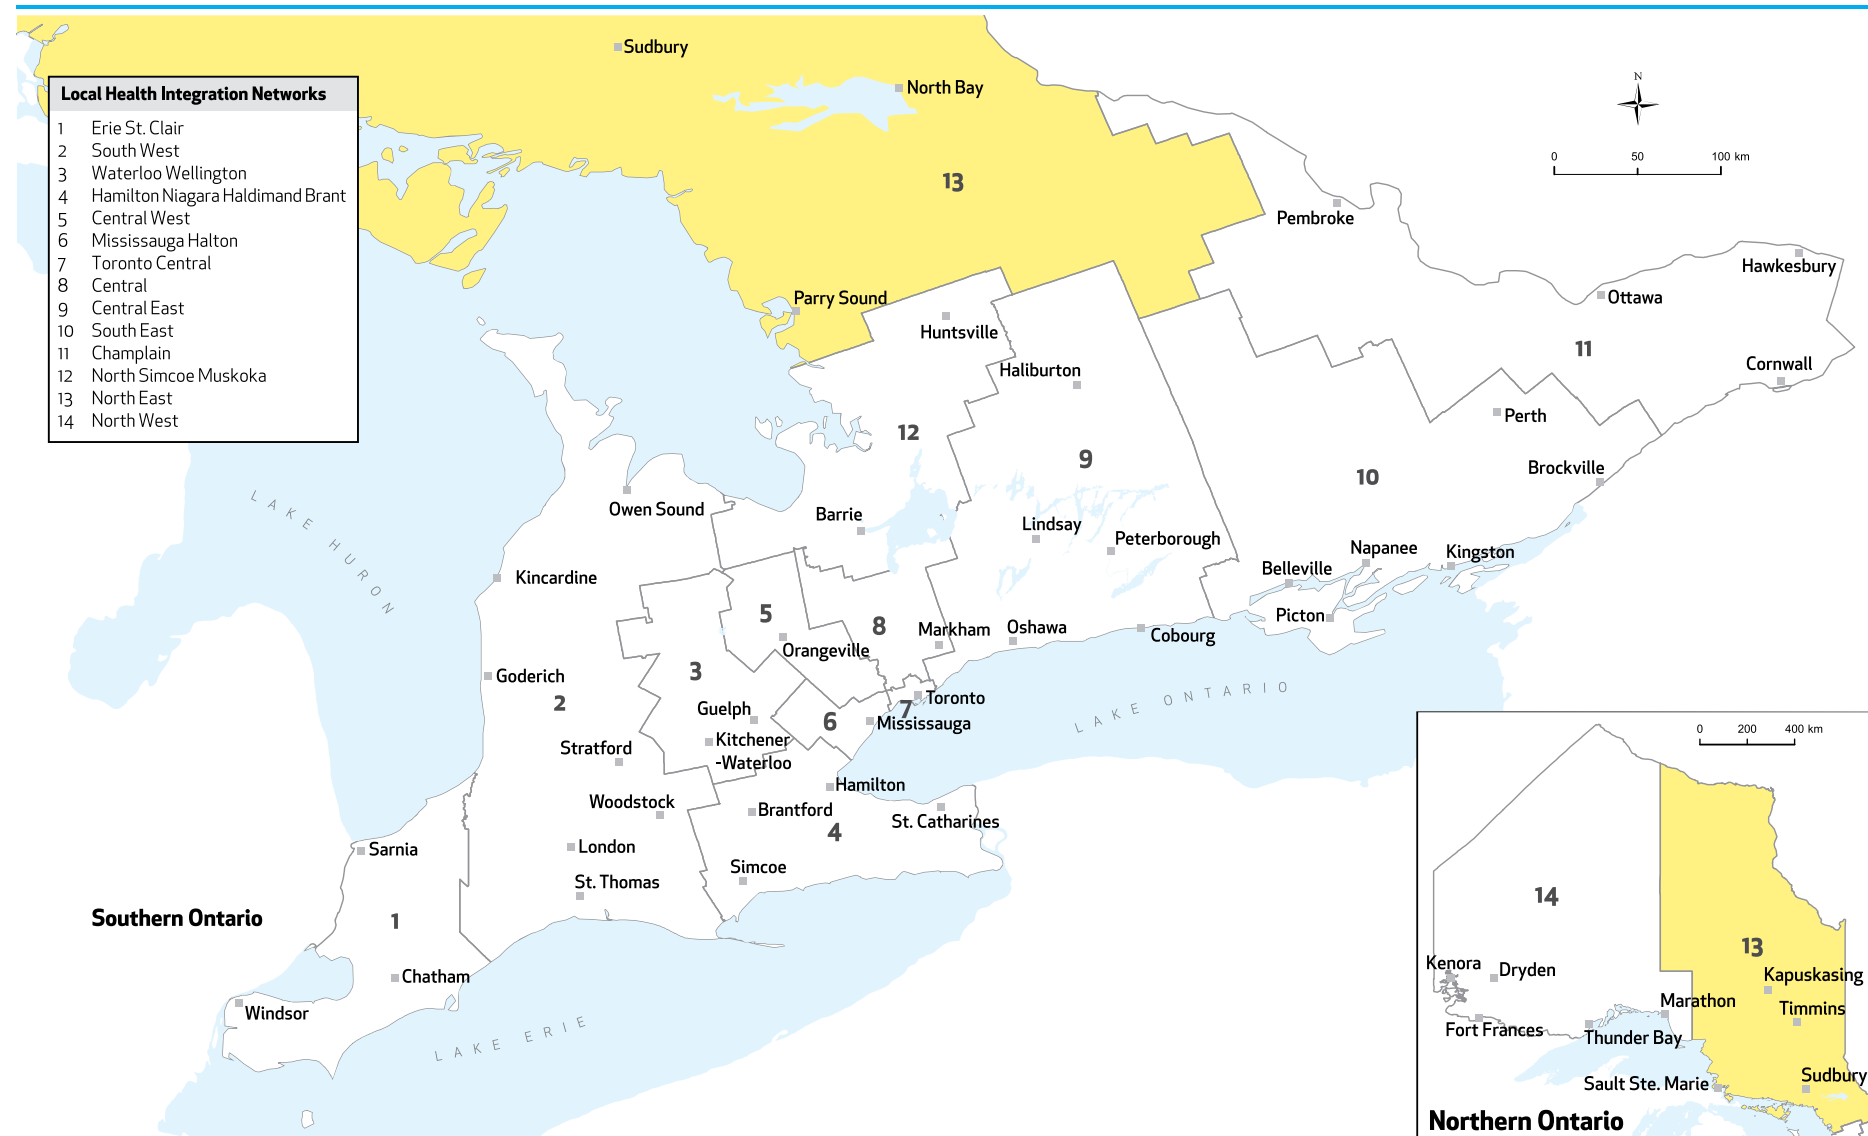 Local Health Integration Networks
1 Erie St. Clair
2 South West
3 Waterloo Wellington
4 Hamilton Niagara Haldimand Brant
5 Central West
6 Mississauga Halton
7 Toronto Central
8 Central
9 Central East
10 South East
11 Champlain
12 North Simcoe Muskoka
13 North East
14 North West
Sudbury
North Bay
13
N
0 50 100 km
Pembroke
Hawkesbury
Ottawa
Parry Sound
Huntsville
11
Haliburton
Cornwall
Perth
12
9
10
Brockville
LAKE HURON
Owen Sound
Barrie
Lindsay
Peterborough
Napanee
Kingston
Belleville
Kincardine
Picton
5
8
Markham
Oshawa
Cobourg
Orangeville
3
Goderich
2
LAKE ONTARIO
Toronto
7
Guelph
6
Mississauga
Stratford
Kitchener
-Waterloo
Hamilton
Woodstock
Brantford
St. Catharines
4
Sarnia
London
Simcoe
St. Thomas
Southern Ontario
1
Chatham
Windsor
LAKE ERIE
0 200 400 km
14
13
Kenora
Dryden
Kapuskasing
Marathon
Timmins
Fort Frances
Thunder Bay
Sault Ste. Marie
Sudbury
Northern Ontario